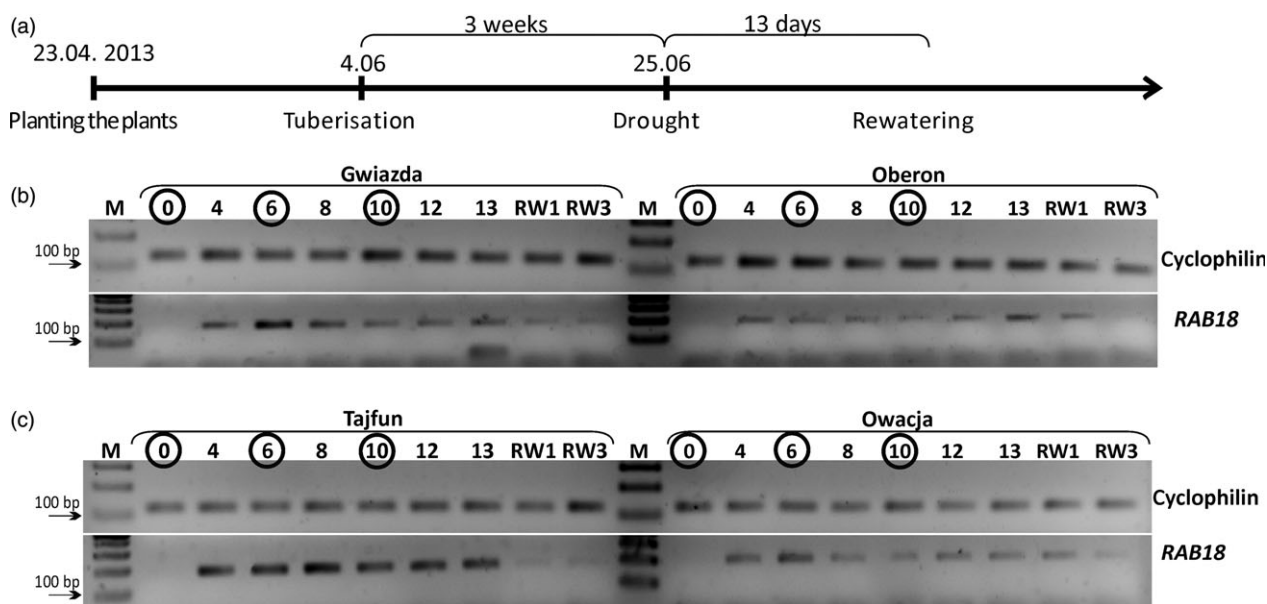 (a)
3 weeks 13 days
23.04. 2013 4.06 25.06
Planting the plants Tuberisation Drought Rewatering
(b)
Gwiazda Oberon
M 0 4 6 8 10 12 13 RW1 RW3 M 0 4 6 8 10 12 13 RW1 RW3
100 bp Cyclophilin
100 bp RAB18
(c)
Tajfun Owacja
M 0 4 6 8 10 12 13 RW1 RW3 M 0 4 6 8 10 12 13 RW1 RW3
100 bp Cyclophilin
RAB18
100 bp